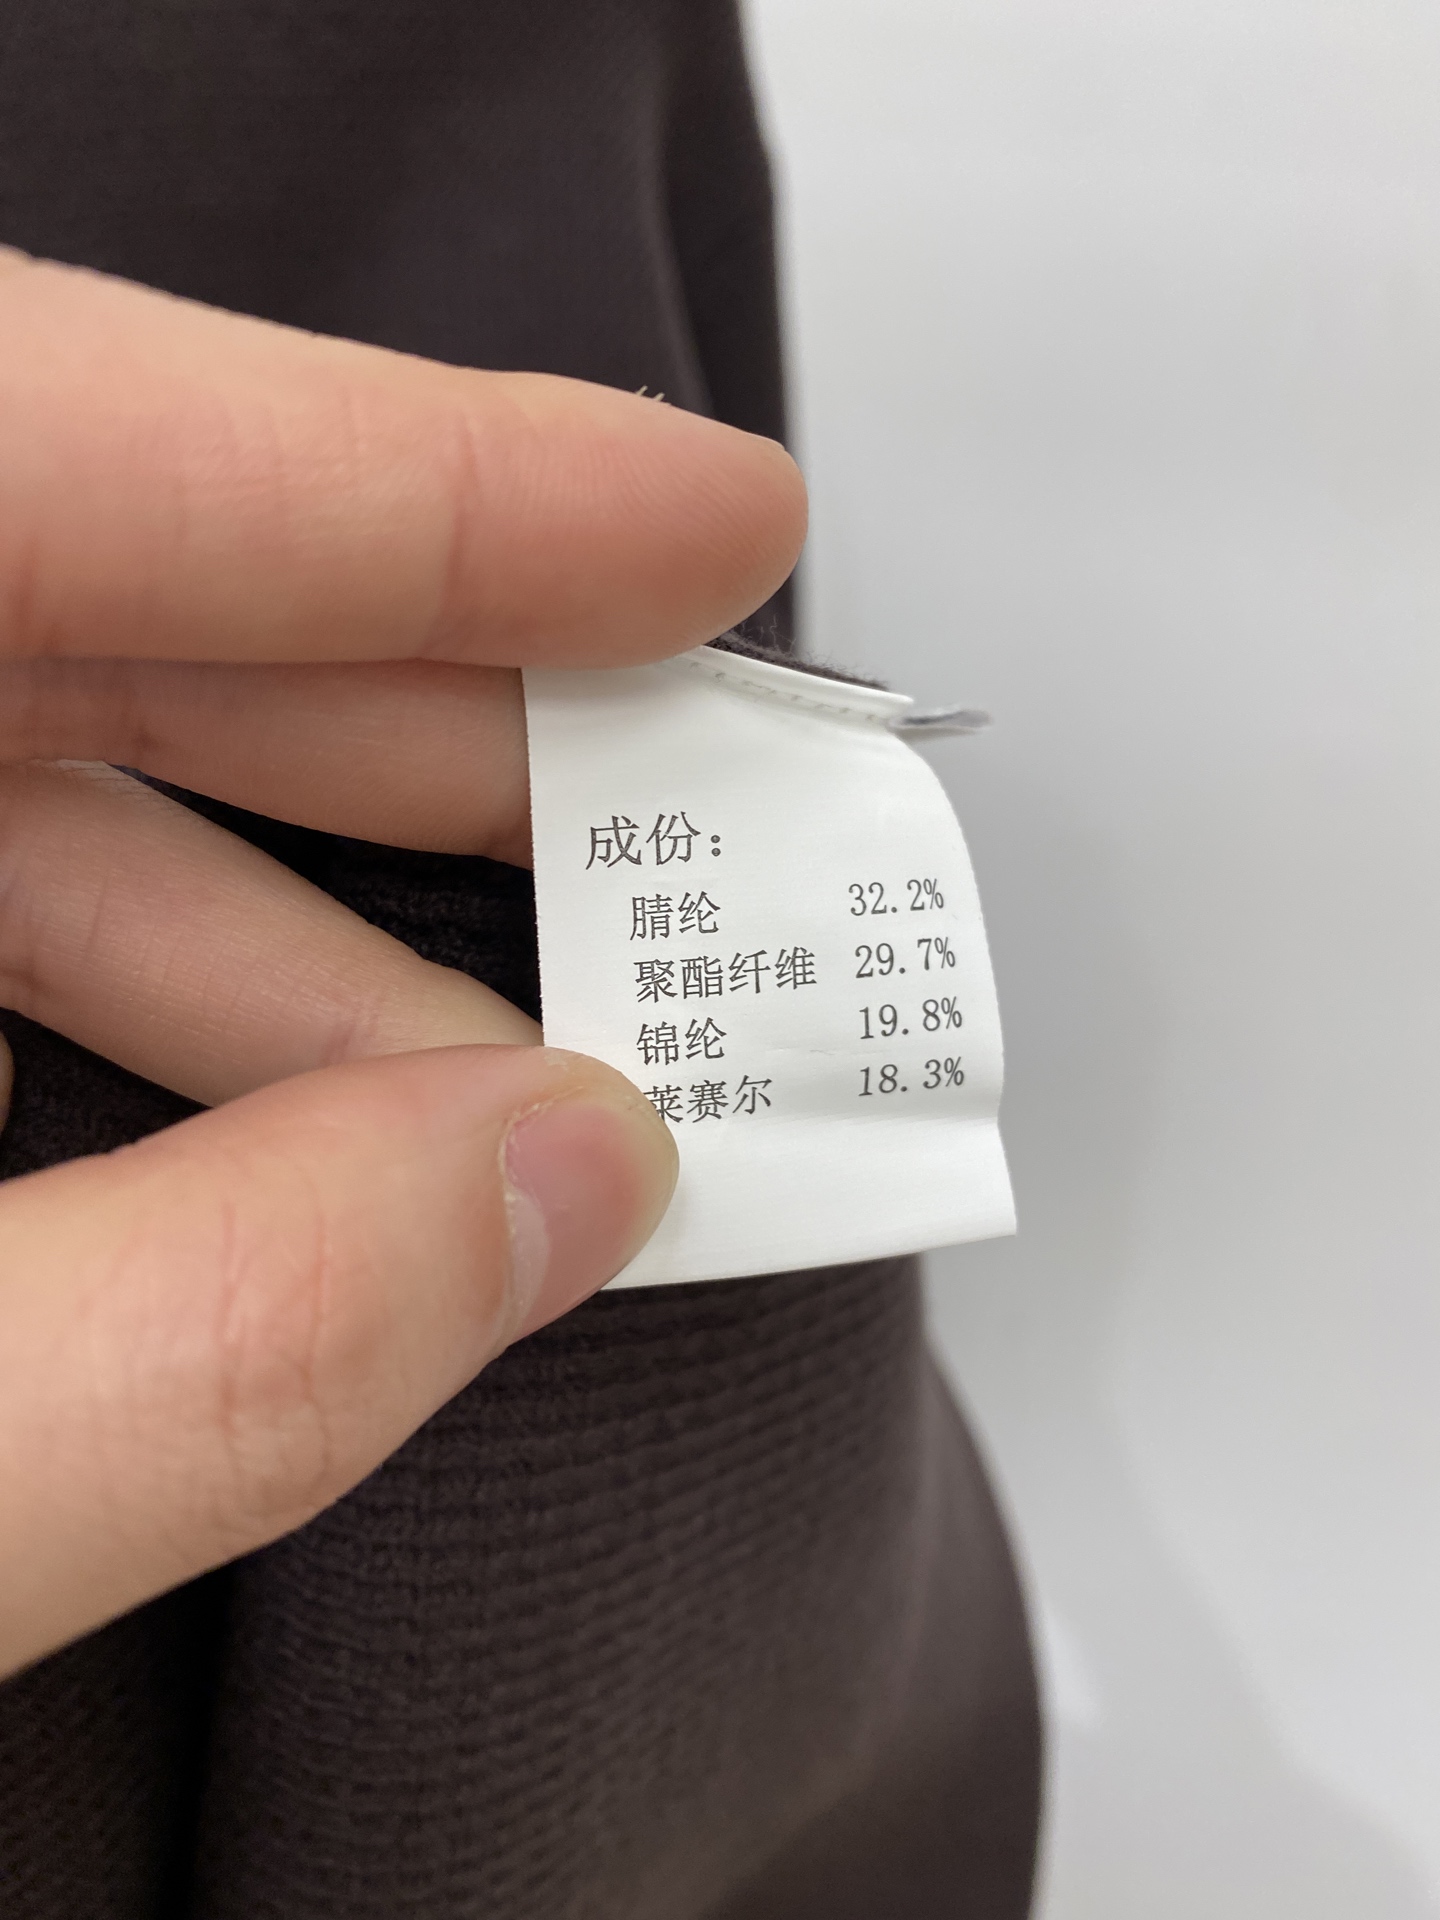 成份：
腈纶 32.2%
聚酯纤维 29.7%
锦纶 19.8%
莱赛尔 18.3%